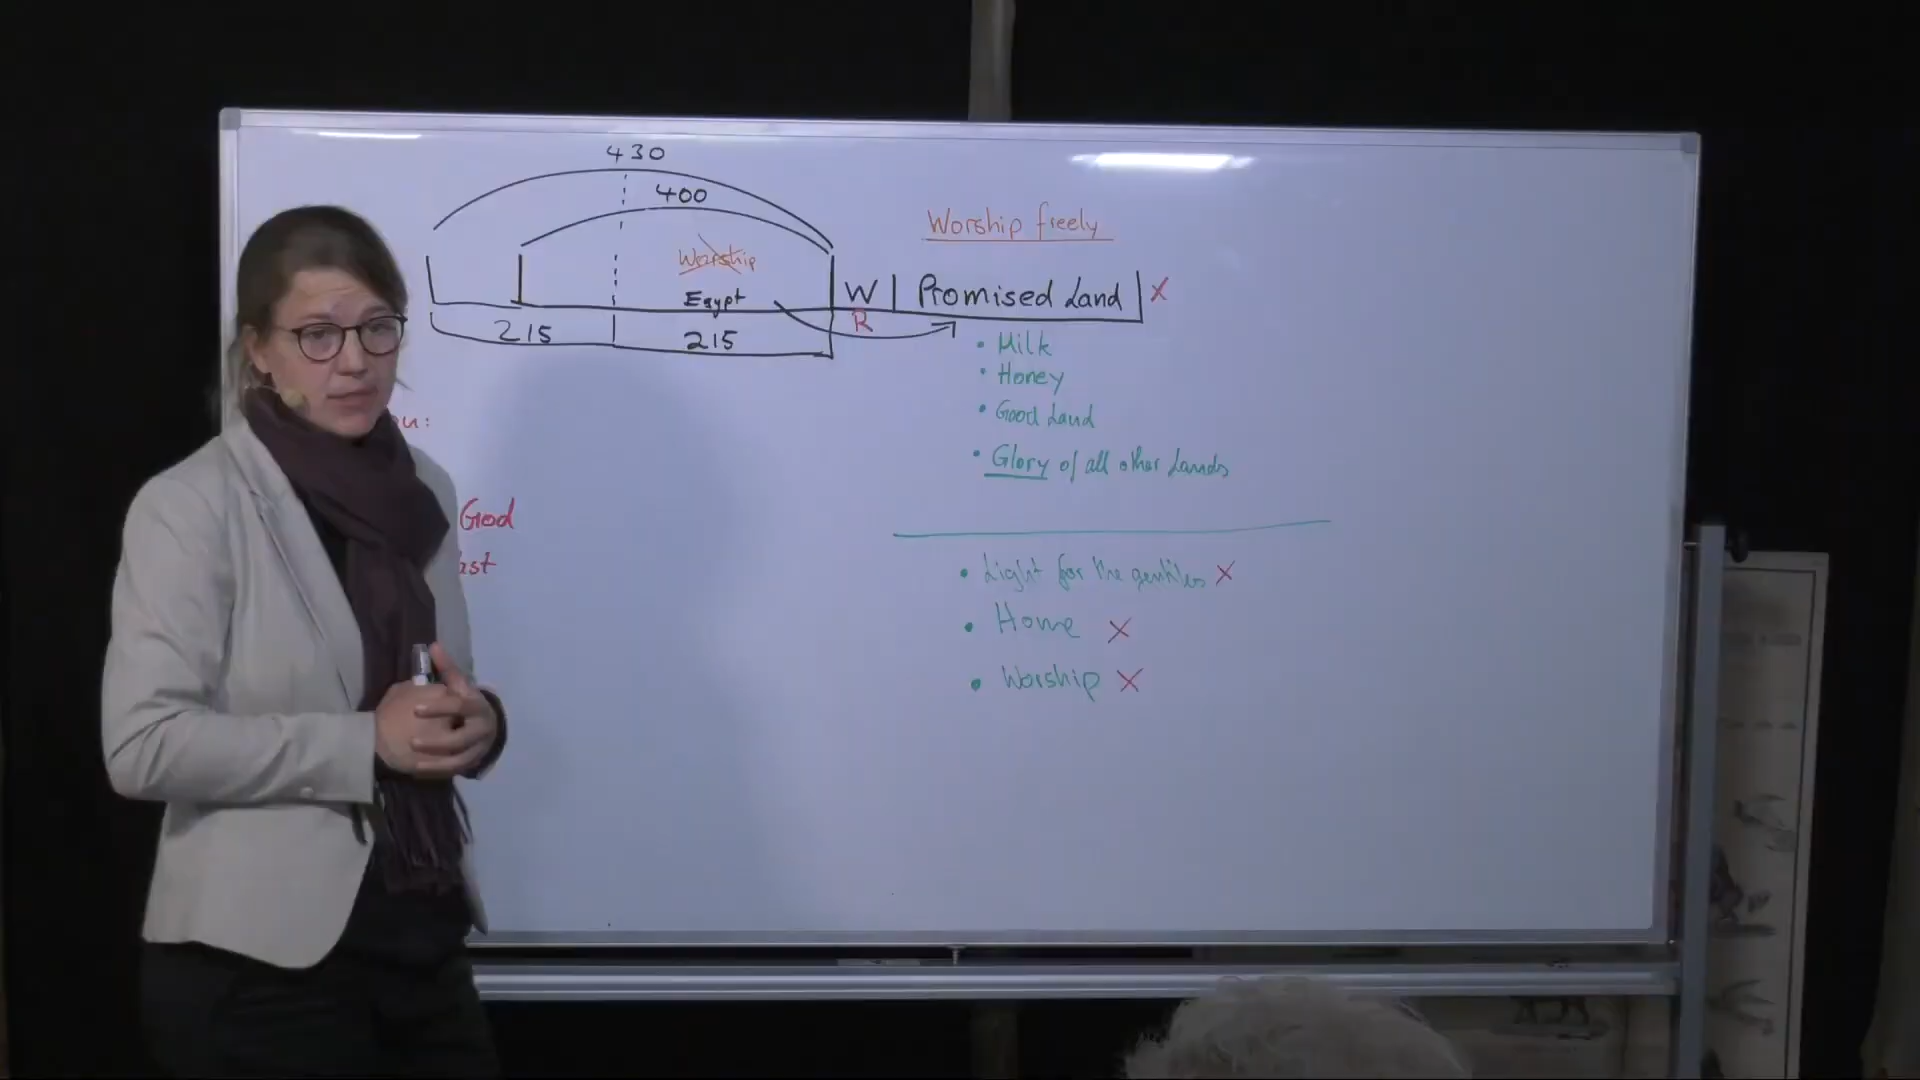 430
400
Worship freely
Worship
Egypt
W
Promised Land X
R
215
215
• Milk
• Honey
• Good Land
• Glory of all other Lands
u:
God
ast
• Light for the gentiles X
• Home X
• Worship X